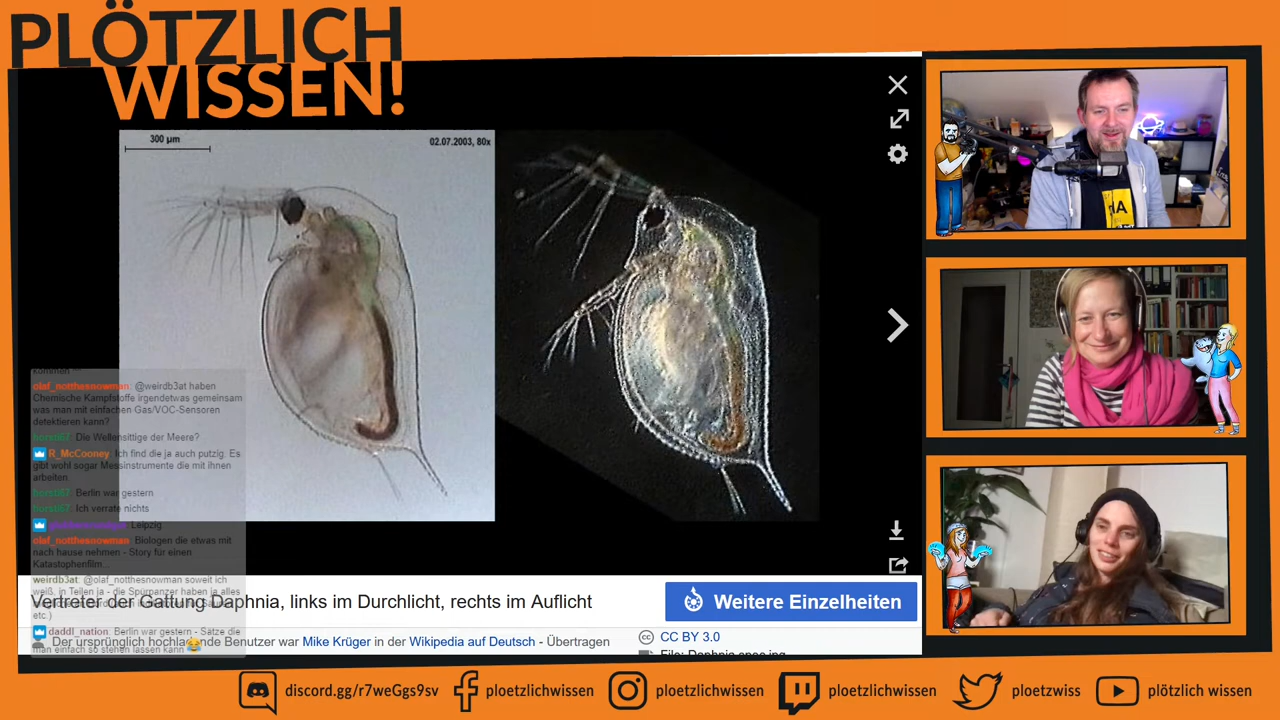 PLÖTZLICH
WISSEN!
300 µm
02.07.2003, 80x
kommen
olaf_notthesnowman: @weirdb3at haben
Chemische Kampfstoffe irgendetwas gemeinsam
was man mit einfachen Gas/VOC-Sensoren
detektieren kann?
Die Wellensittige der Meere?
R_McCooney: Ich find die ja auch putzig. Es
gibt wohl sogar Messinstrumente die mit ihnen
arbeiten.
Berlin war gestern
Ich verrate nichts
Leipzig.
olaf_notthesnowman: Biologen die etwas mit
nach hause nehmen - Story für einen
Katastophenfilm...
weirdb3at: @olaf_notthesnowman soweit ich
weiß, in Teilen ja - die Spürpanzer haben ja alles
etc.)
daddl_nation: Berlin war gestern - Sätze die
man einfach so stehen lassen kann 😂
Vertreter der Gattung Daphnia, links im Durchlicht, rechts im Auflicht
Weitere Einzelheiten
Der ursprünglich hochladende Benutzer war Mike Krüger in der Wikipedia auf Deutsch - Übertragen
CC BY 3.0
discord.gg/r7weGgs9sv
ploetzlichwissen
ploetzlichwissen
ploetzlichwissen
ploetzwiss
plötzlich wissen